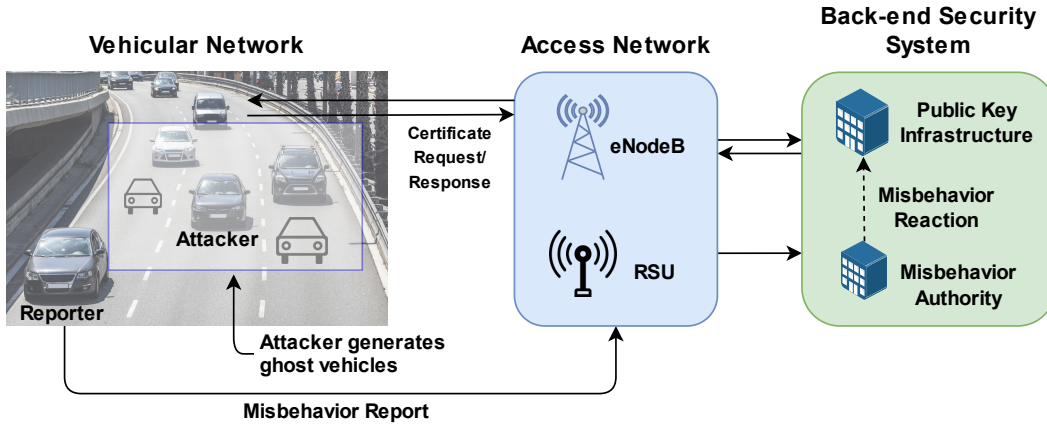 Vehicular Network
Access Network
Back-end Security
System
Certificate
Request/
Response
eNodeB
Public Key
Infrastructure
Misbehavior
Reaction
Attacker
RSU
Misbehavior
Authority
Reporter
Attacker generates
ghost vehicles
Misbehavior Report